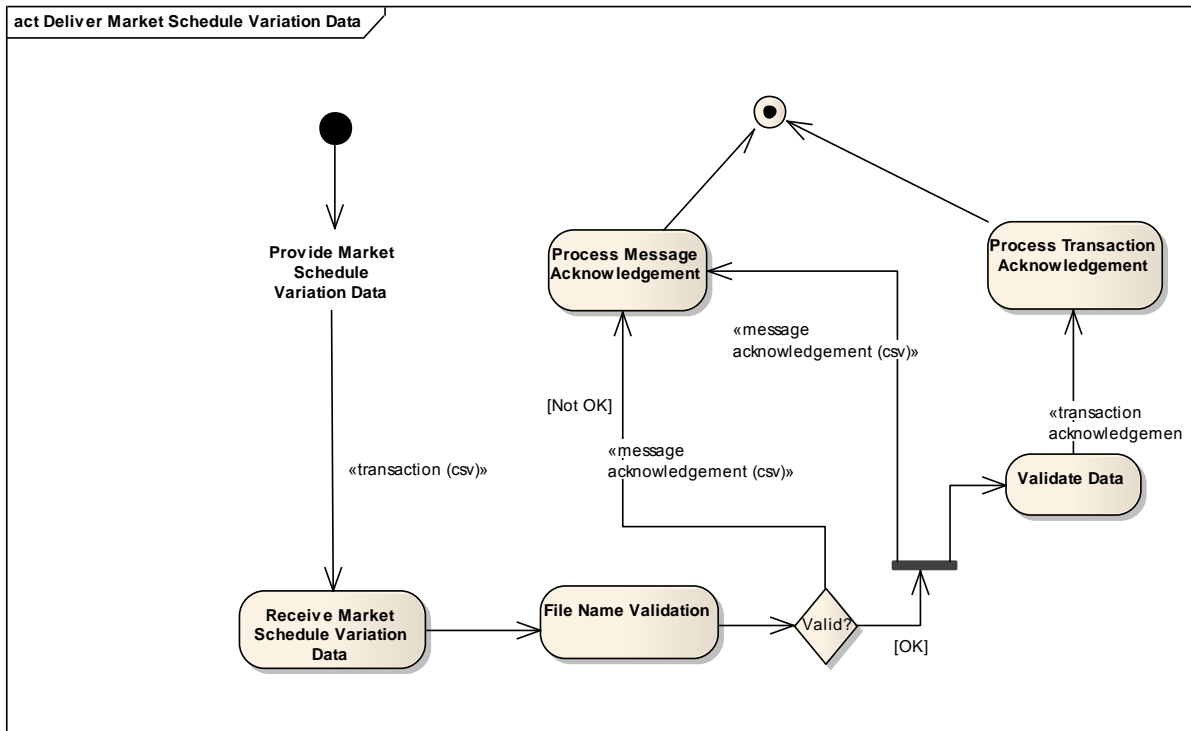 act Deliver Market Schedule Variation Data
Provide Market
Schedule
Variation Data
Process Message
Acknowledgement
Process Transaction
Acknowledgement
«message
acknowledgement (csv)»
[Not OK]
«transaction
acknowledgemen
«message
acknowledgement (csv)»
«transaction (csv)»
Validate Data
Receive Market
Schedule Variation
Data
File Name Validation
Valid?
[OK]